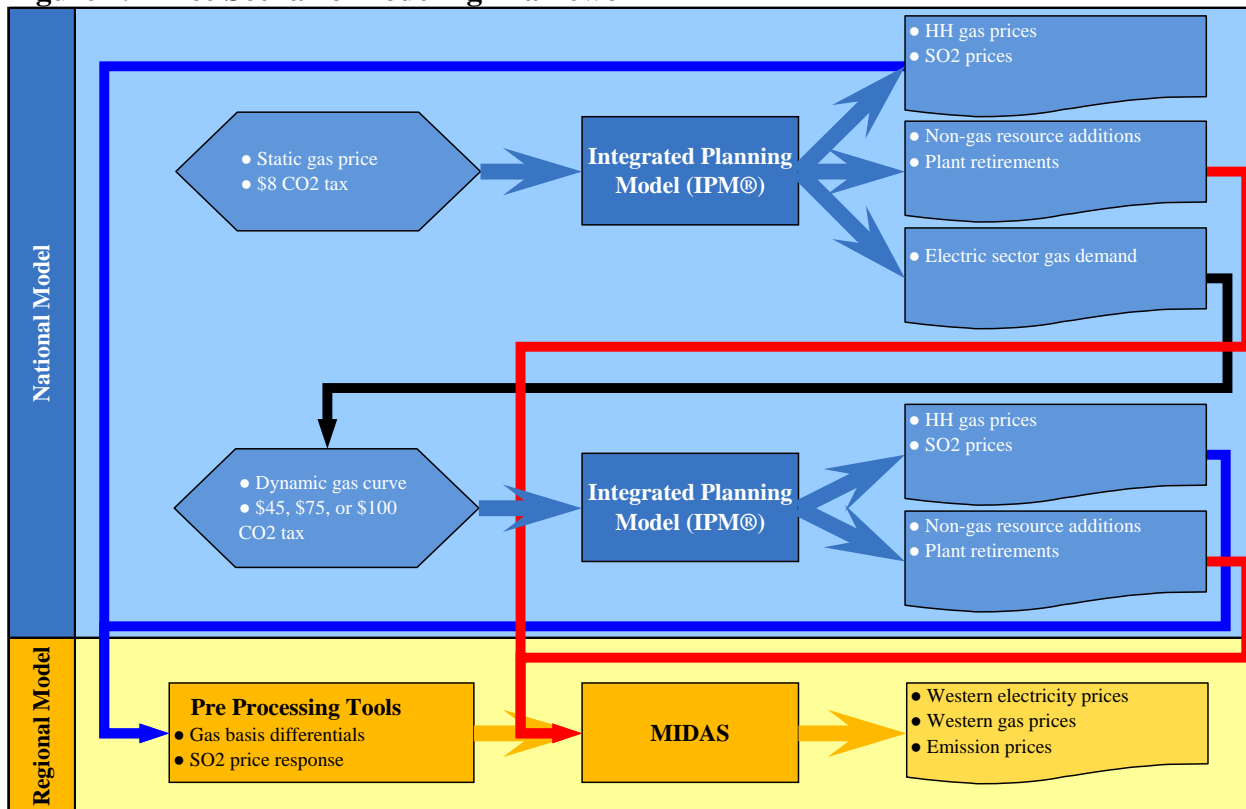 National Model
● HH gas prices
● SO2 prices
● Static gas price
● $8 CO2 tax
Integrated Planning
Model (IPM®)
● Non-gas resource additions
● Plant retirements
● Electric sector gas demand
● HH gas prices
● SO2 prices
● Dynamic gas curve
● $45, $75, or $100
CO2 tax
Integrated Planning
Model (IPM®)
● Non-gas resource additions
● Plant retirements
Regional Model
Pre Processing Tools
● Gas basis differentials
● SO2 price response
MIDAS
● Western electricity prices
● Western gas prices
● Emission prices